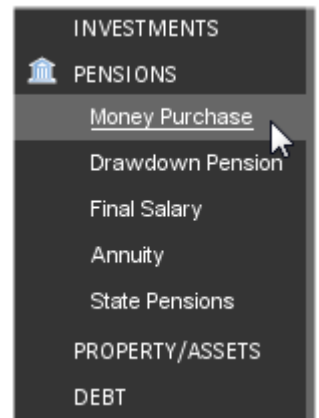 INVESTMENTS
PENSIONS
Money Purchase
Drawdown Pension
Final Salary
Annuity
State Pensions
PROPERTY/ASSETS
DEBT